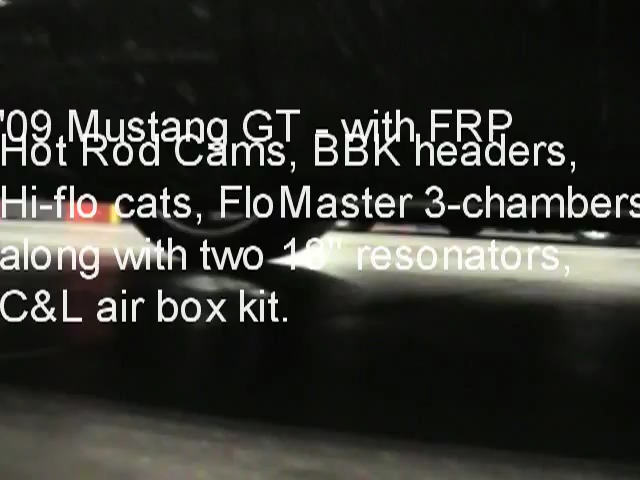 '09 Mustang GT - with FRP
Hot Rod Cams, BBK headers,
Hi-flo cats, FloMaster 3-chambers
along with two 18" resonators,
C&L air box kit.